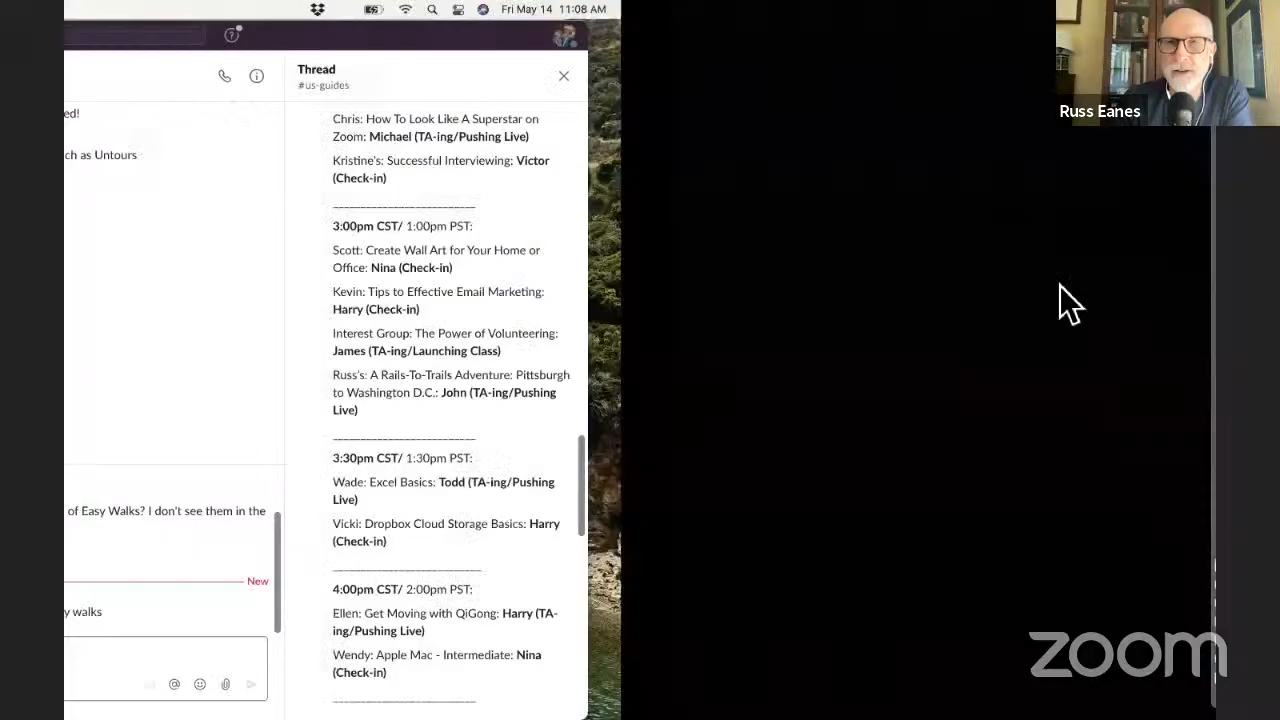 Fri May 14 11:08 AM
Thread
#us-guides
ed!
ch as Untours
of Easy Walks? I don't see them in the
New
y walks
Chris: How To Look Like A Superstar on
Zoom: Michael (TA-ing/Pushing Live)
Kristine's: Successful Interviewing: Victor
(Check-in)
3:00pm CST/ 1:00pm PST:
Scott: Create Wall Art for Your Home or
Office: Nina (Check-in)
Kevin: Tips to Effective Email Marketing:
Harry (Check-in)
Interest Group: The Power of Volunteering:
James (TA-ing/Launching Class)
Russ's: A Rails-To-Trails Adventure: Pittsburgh
to Washington D.C.: John (TA-ing/Pushing
Live)
3:30pm CST/ 1:30pm PST:
Wade: Excel Basics: Todd (TA-ing/Pushing
Live)
Vicki: Dropbox Cloud Storage Basics: Harry
(Check-in)
4:00pm CST/ 2:00pm PST:
Ellen: Get Moving with QiGong: Harry (TA-
ing/Pushing Live)
Wendy: Apple Mac - Intermediate: Nina
(Check-in)
Russ Eanes
zoom